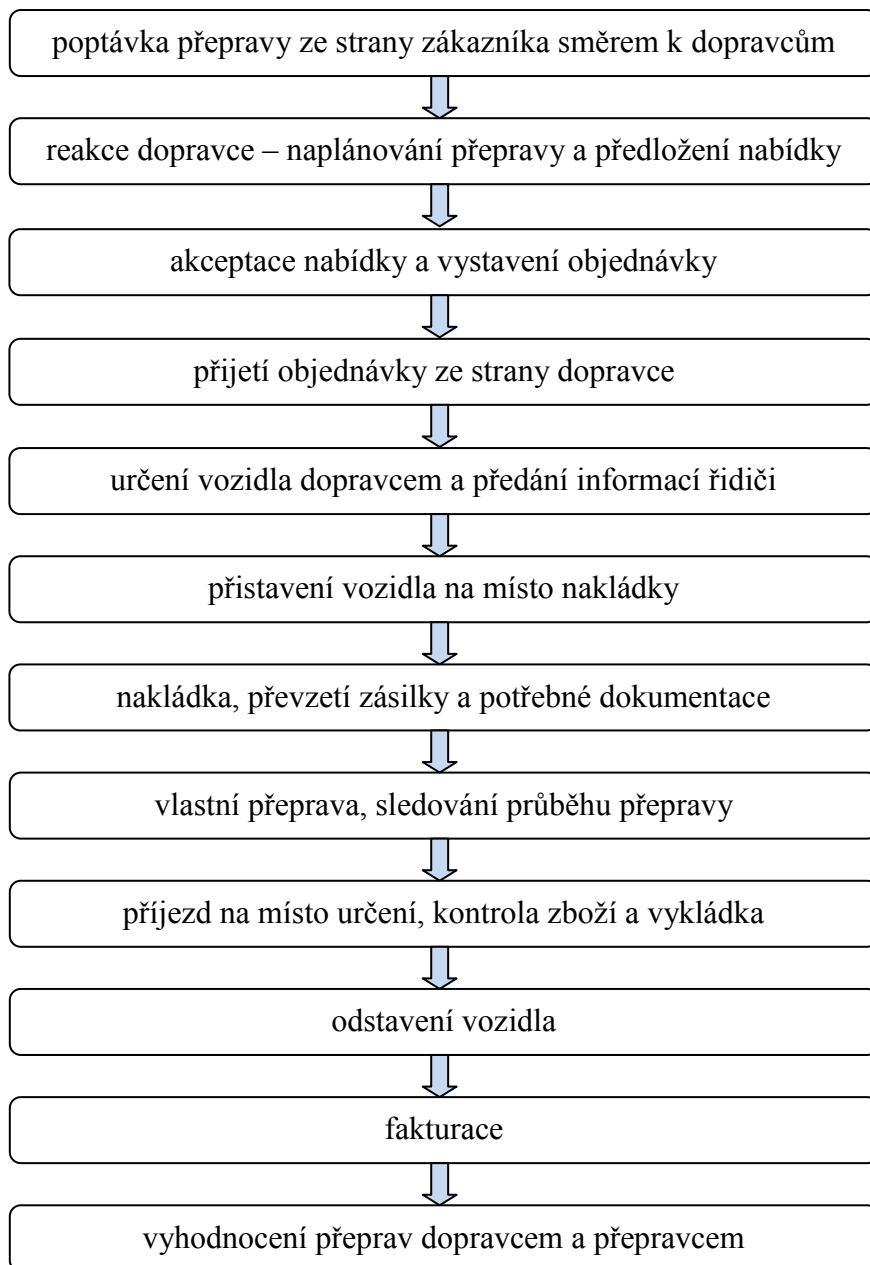 poptávka přepravy ze strany zákazníka směrem k dopravcům
reakce dopravce – naplánování přepravy a předložení nabídky
akceptace nabídky a vystavení objednávky
přijetí objednávky ze strany dopravce
určení vozidla dopravcem a předání informací řidiči
přistavení vozidla na místo nakládky
nakládka, převzetí zásilky a potřebné dokumentace
vlastní přeprava, sledování průběhu přepravy
příjezd na místo určení, kontrola zboží a vykládka
odstavení vozidla
fakturace
vyhodnocení přeprav dopravcem a přepravcem